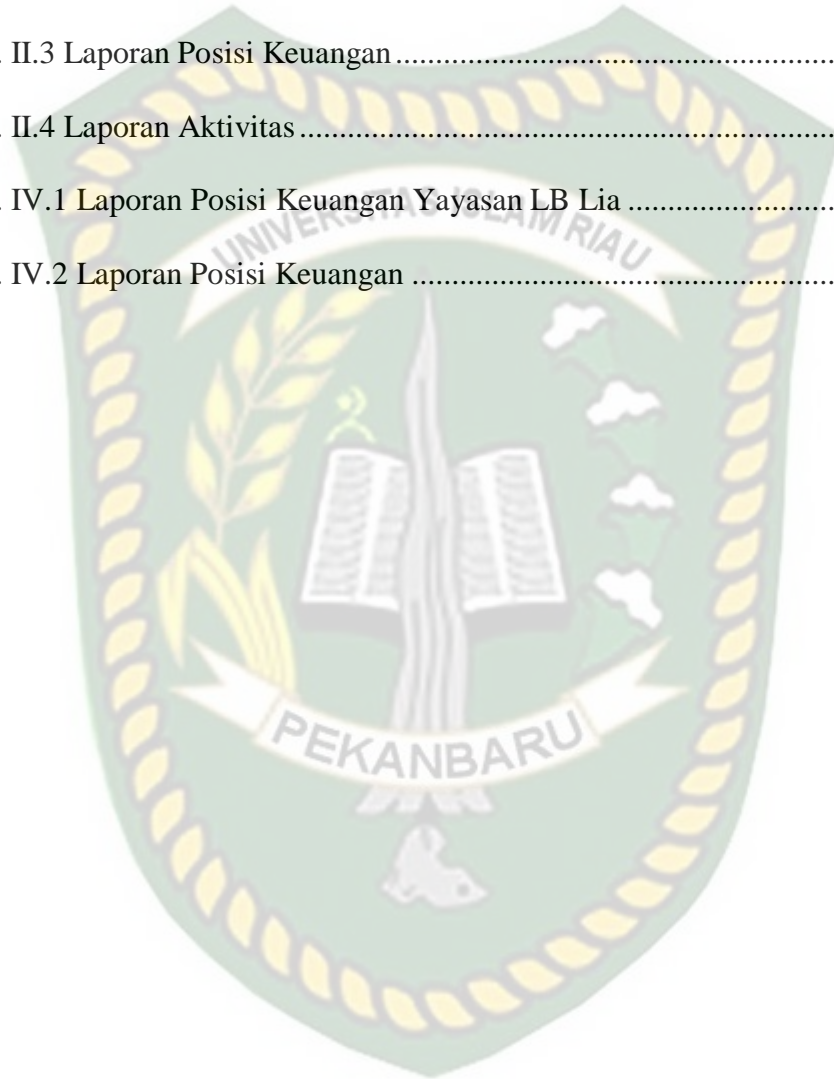 . II.3 Laporan Posisi Keuangan........................................................
. II.4 Laporan Aktivitas....................................................................
. IV.1 Laporan Posisi Keuangan Yayasan LB Lia ..........................
. IV.2 Laporan Posisi Keuangan .....................................................
UNIVERSITAS ISLAM RIAU
PEKANBARU